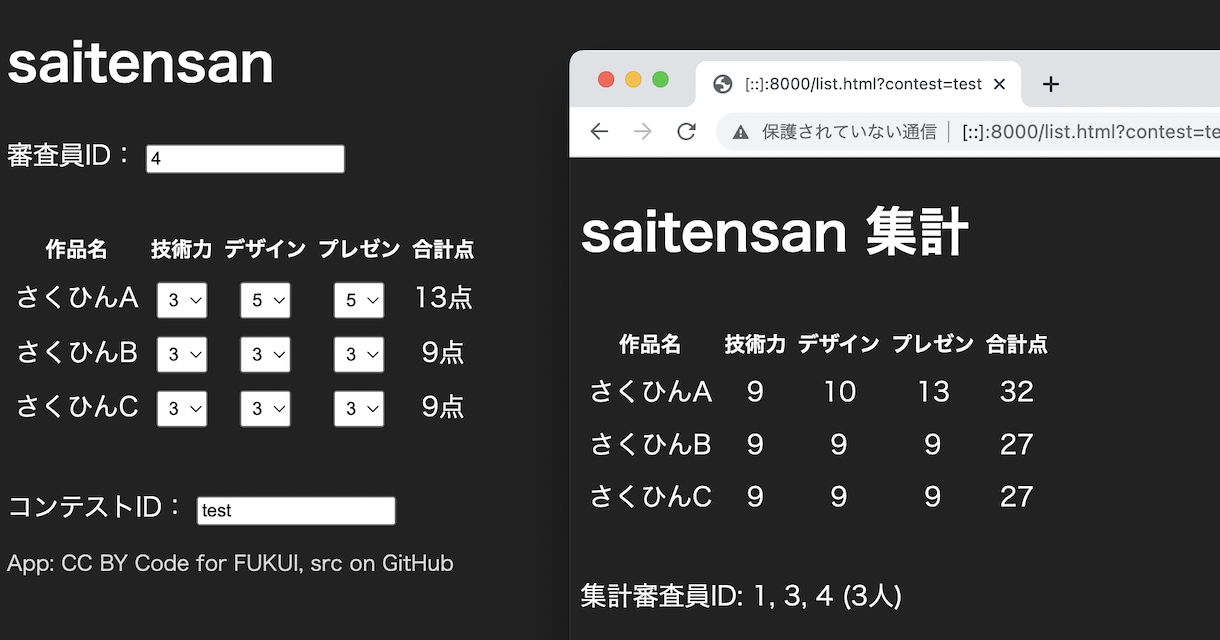 saitensan
審査員ID： 4
作品名 技術力 デザイン プレゼン 合計点
さくひんA 3 5 5 13点
さくひんB 3 3 3 9点
さくひんC 3 3 3 9点
コンテストID： test
App: CC BY Code for FUKUI, src on GitHub
[::]:8000/list.html?contest=test
保護されていない通信 [::]:8000/list.html?contest=te
saitensan 集計
作品名 技術力 デザイン プレゼン 合計点
さくひんA 9 10 13 32
さくひんB 9 9 9 27
さくひんC 9 9 9 27
集計審査員ID: 1, 3, 4 (3人)